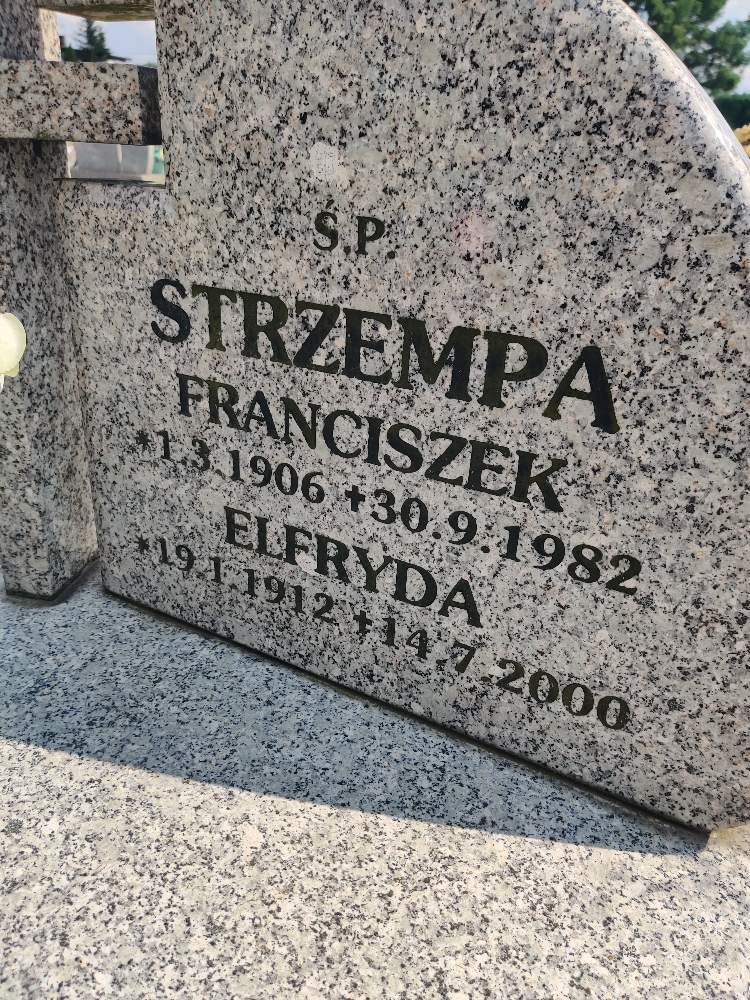 Ś.P.
STRZEMPA
FRANCISZEK
*1.3.1906 +30.9.1982
ELFRYDA
*19.1.1912 +14.7.2000